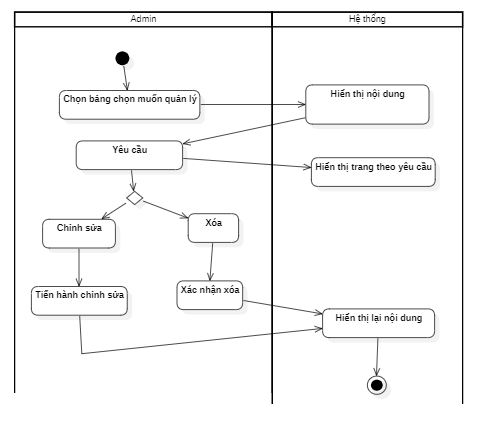 Admin
Hệ thống
Chọn bảng chọn muốn quản lý
Hiển thị nội dung
Yêu cầu
Hiển thị trang theo yêu cầu
Chỉnh sửa
Xóa
Tiến hành chỉnh sửa
Xác nhận xóa
Hiển thị lại nội dung